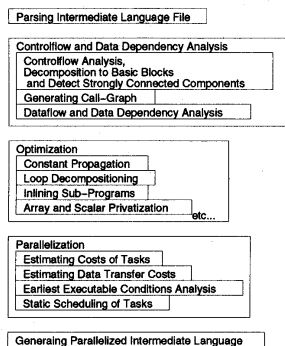 Parsing Intermediate Language File
Controlflow and Data Dependency Analysis
Controlflow Analysis,
Decomposition to Basic Blocks
and Detect Strongly Connected Components
Generating Call-Graph
Dataflow and Data Dependency Analysis
Optimization
Constant Propagation
Loop Decompositioning
Inlining Sub-Programs
Array and Scalar Privatization
etc...
Parallelization
Estimating Costs of Tasks
Estimating Data Transfer Costs
Earliest Executable Conditions Analysis
Static Scheduling of Tasks
Generaing Parallelized Intermediate Language